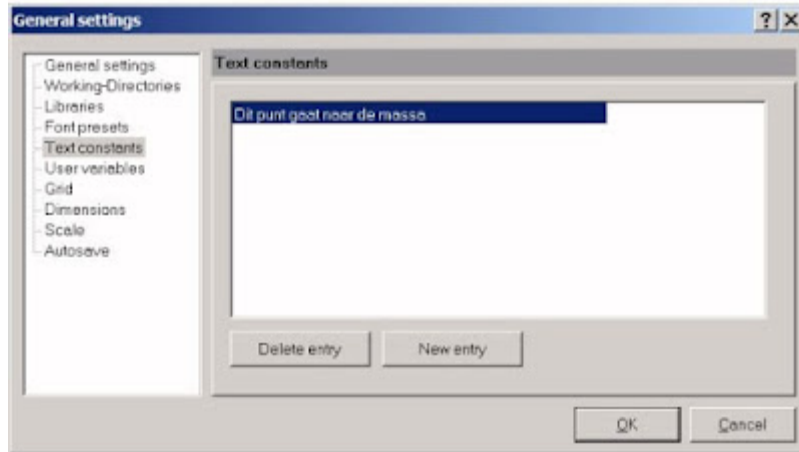 General settings
General settings
Working-Directories
Libraries
Font presets
Text constants
User variables
Grid
Dimensions
Scale
Autosave
Text constants
Dit punt gaat naar de massa
Delete entry
New entry
OK
Cancel